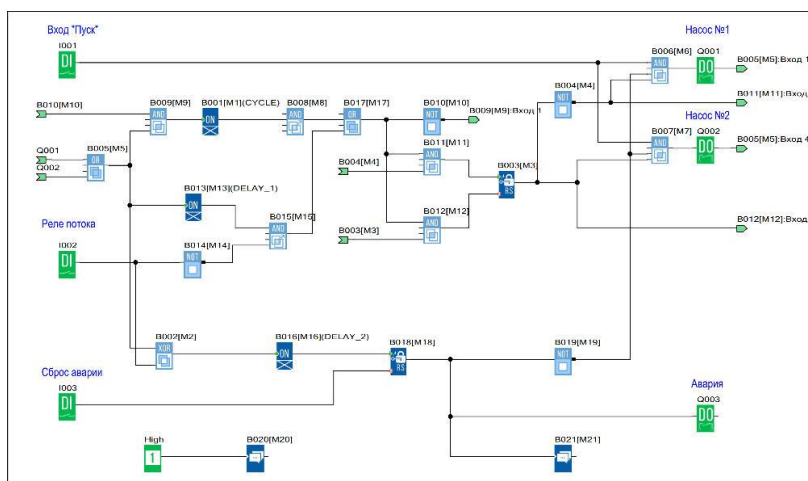 Вход "Пуск"
I001
DI
Насос №1
B006[M6]
Q001
AND
DO
B005[M5]:Вход 1
B004[M4]
NOT
B011[M11]:Вход 1
B010[M10]
B009[M9]
AND
B001[M1](CYCLE)
ON
B008[M8]
AND
B017[M17]
OR
B010[M10]
NOT
B009[M9]:Вход 1
Насос №2
B007[M7]
Q002
AND
DO
B005[M5]:Вход 4
Q001
Q002
B005[M5]
OR
B011[M11]
AND
B004[M4]
B003[M3]
RS
B013[M13](DELAY_1)
ON
B015[M15]
AND
B012[M12]
AND
B003[M3]
B012[M12]:Вход
Реле потока
I002
DI
B014[M14]
NOT
B002[M2]
XOR
B016[M16](DELAY_2)
ON
B018[M18]
RS
B019[M19]
NOT
Сброс аварии
I003
DI
Авария
Q003
DO
High
1
B020[M20]
B021[M21]